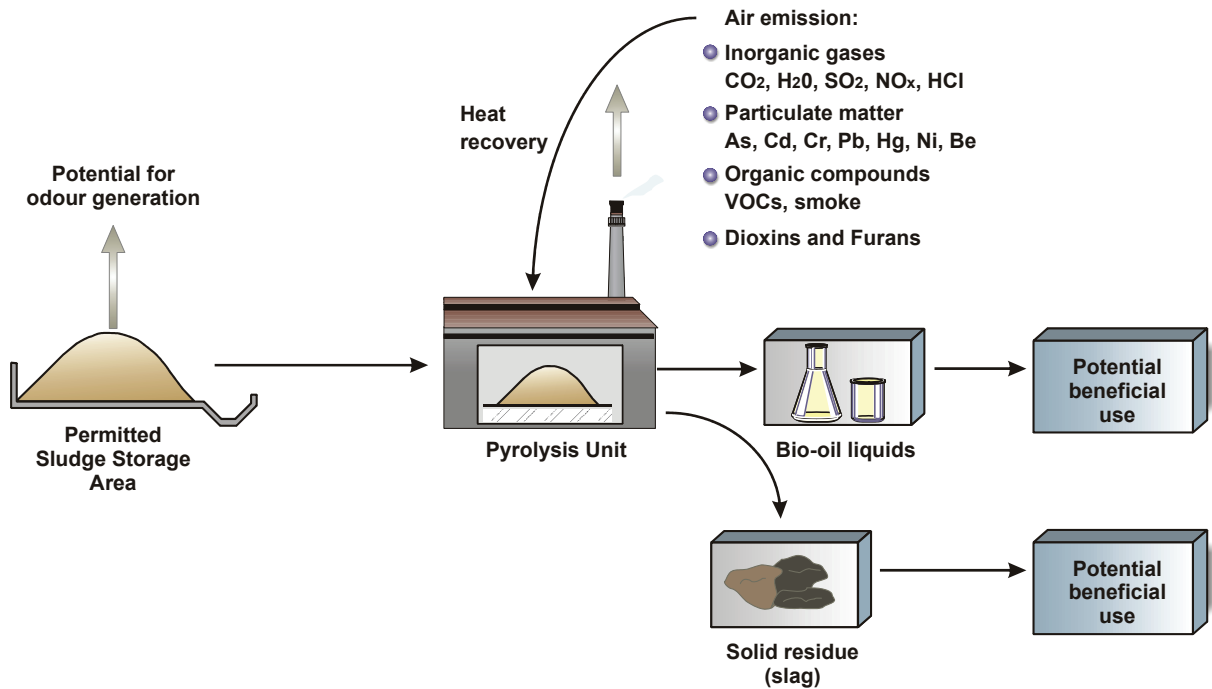 Air emission:
Inorganic gases
CO2, H20, SO2, NOx, HCl
Particulate matter
As, Cd, Cr, Pb, Hg, Ni, Be
Organic compounds
VOCs, smoke
Dioxins and Furans
Heat
recovery
Potential for
odour generation
Permitted
Sludge Storage
Area
Pyrolysis Unit
Bio-oil liquids
Potential
beneficial
use
Solid residue
(slag)
Potential
beneficial
use